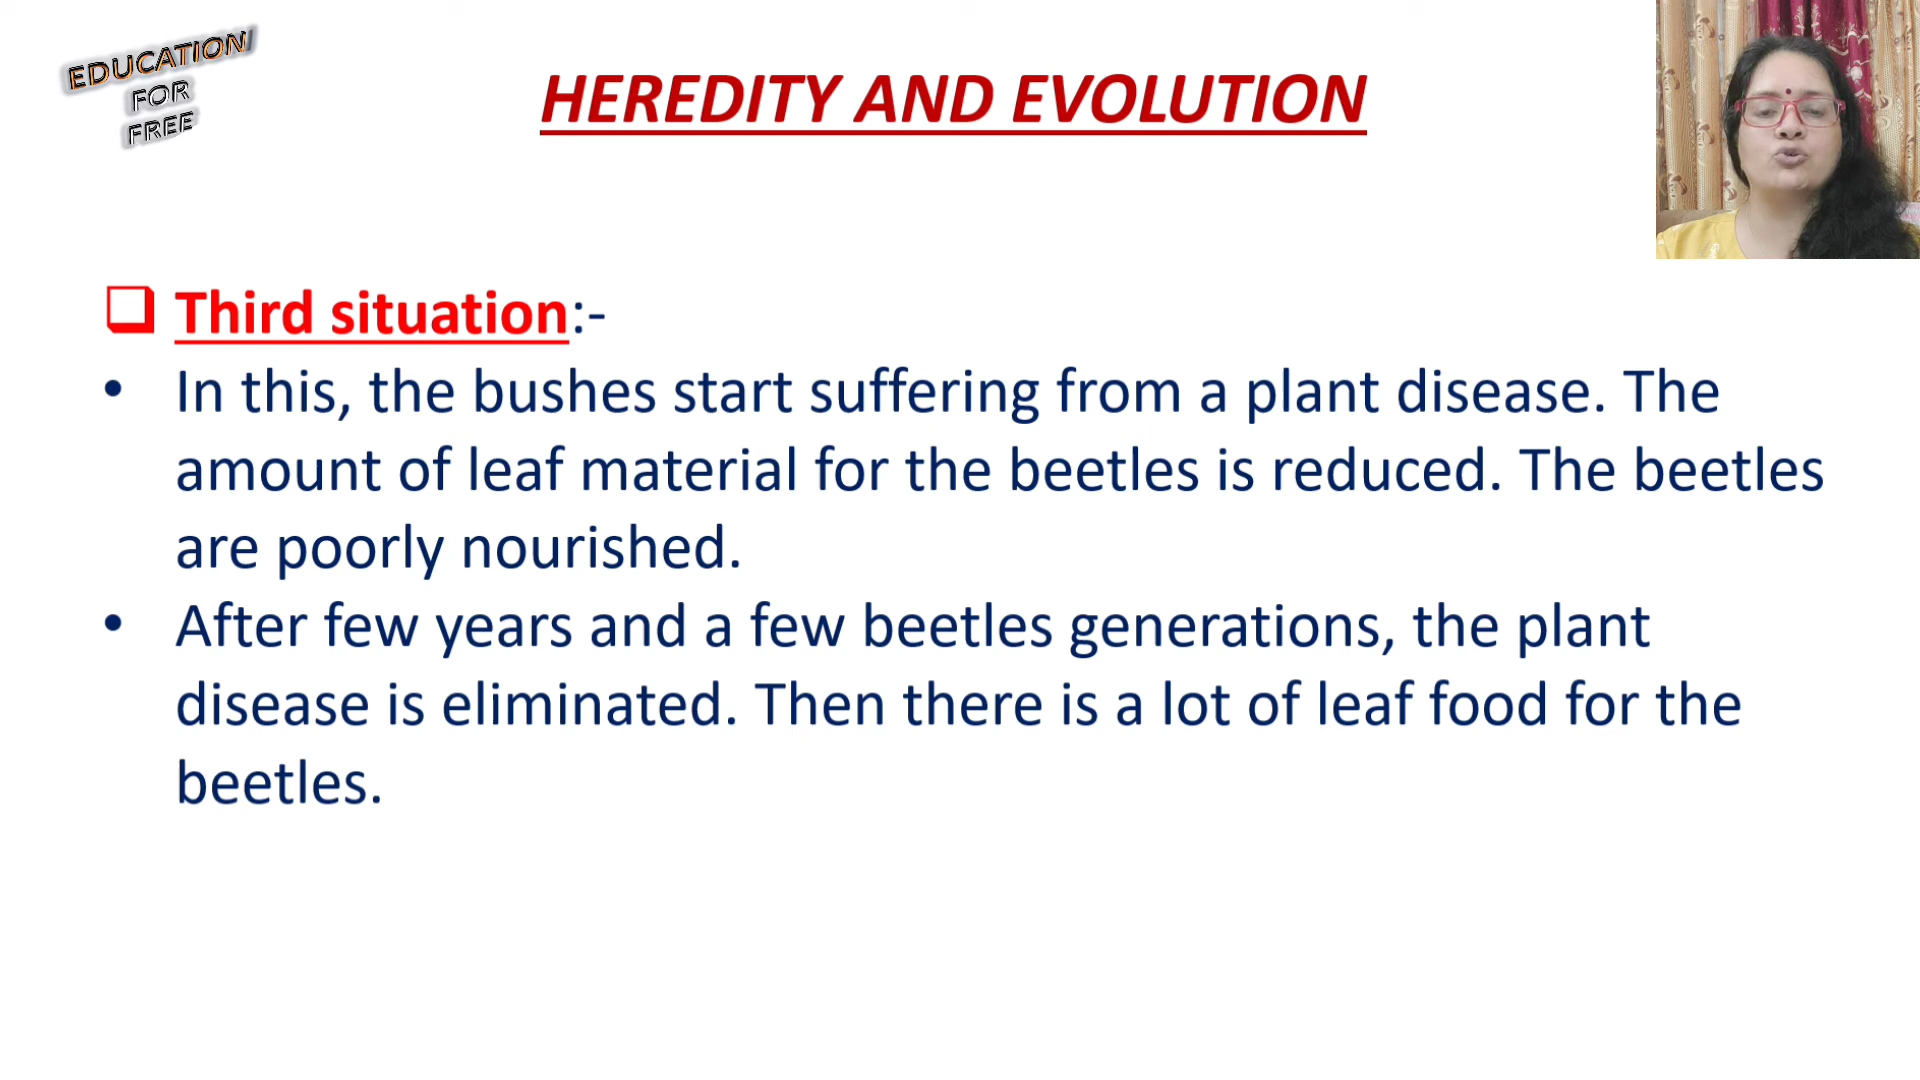 EDUCATION
FOR
FREE
HEREDITY AND EVOLUTION
Third situation:-
• In this, the bushes start suffering from a plant disease. The
amount of leaf material for the beetles is reduced. The beetles
are poorly nourished.
• After few years and a few beetles generations, the plant
disease is eliminated. Then there is a lot of leaf food for the
beetles.